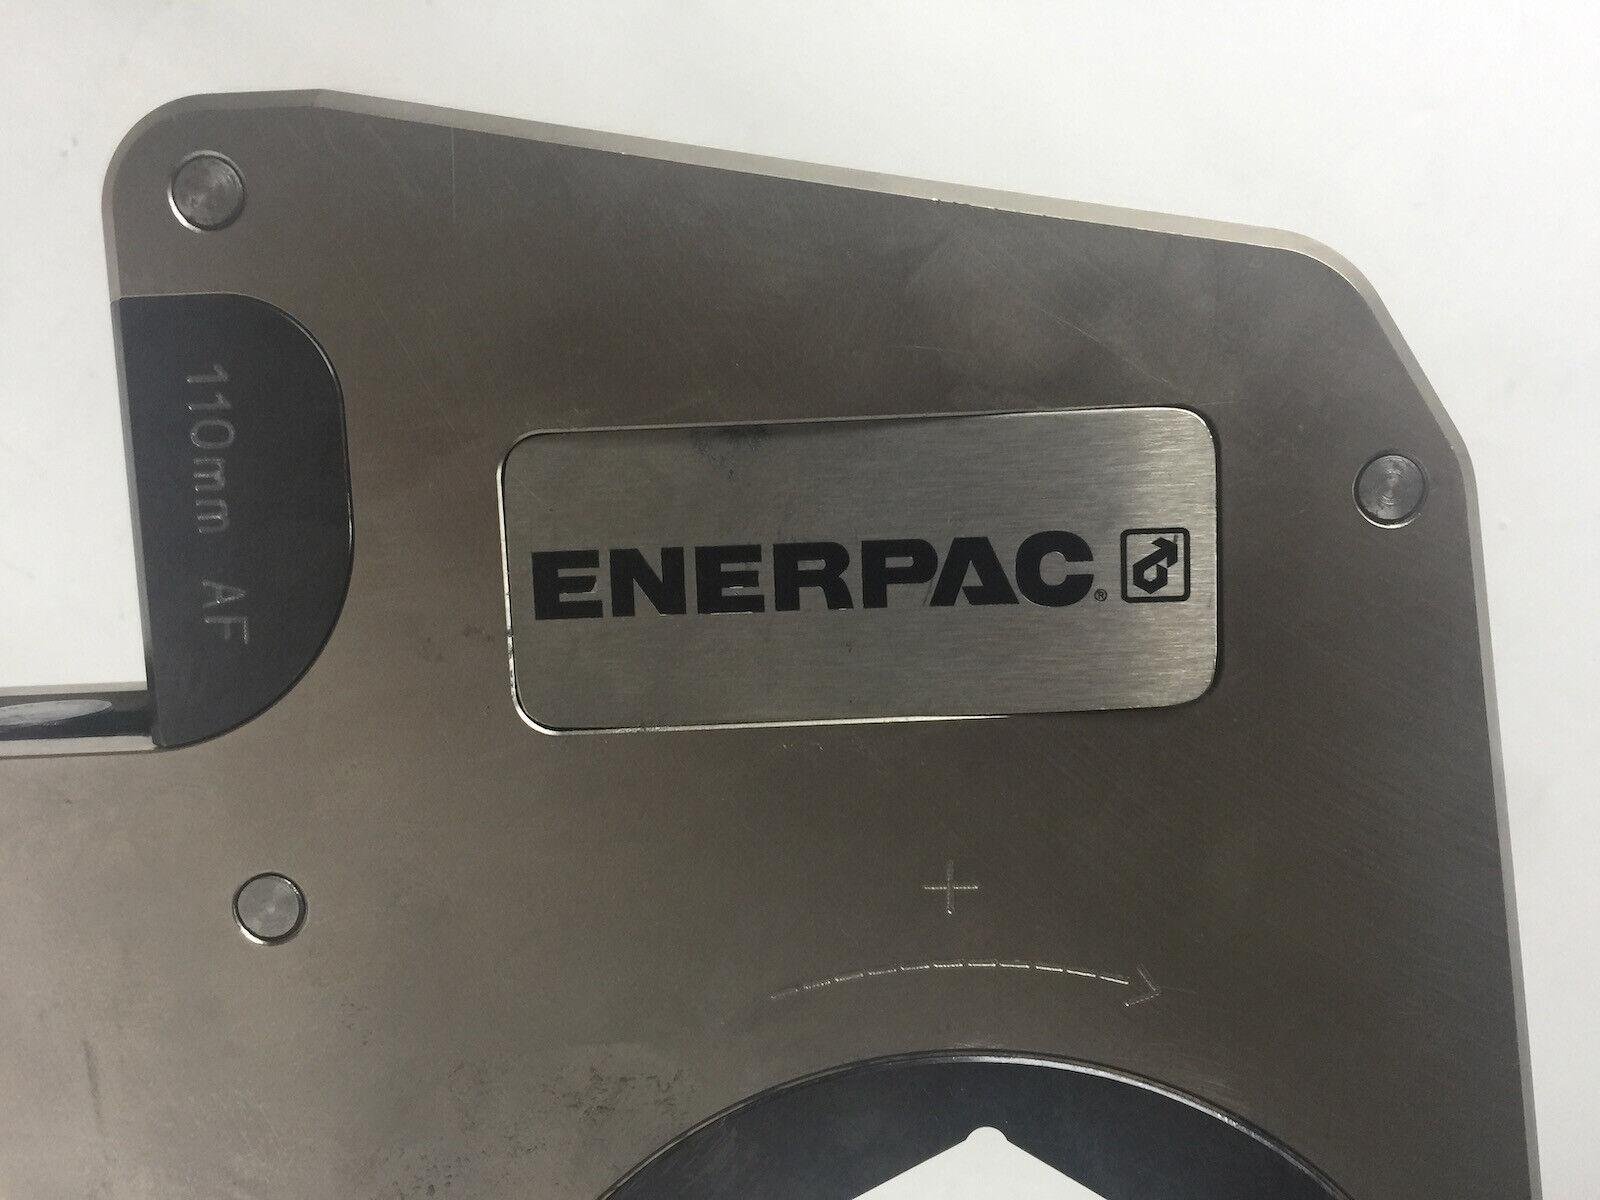 110mm AF
ENERPAC®
+